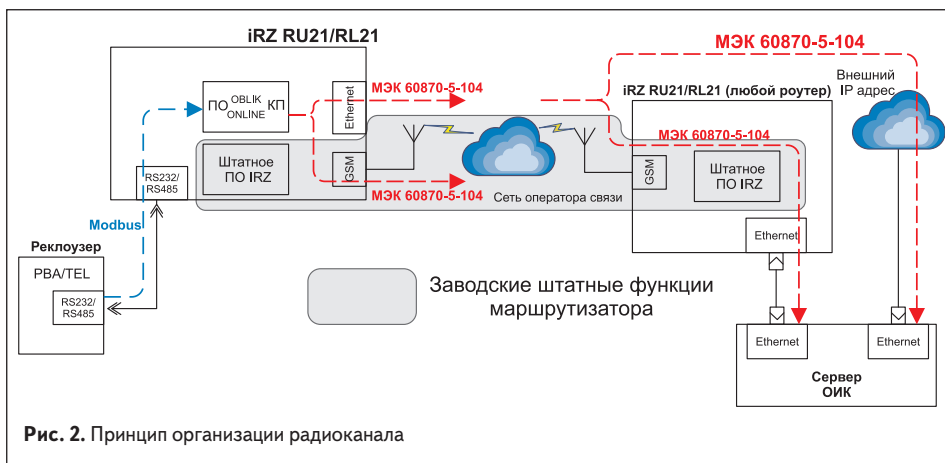 iRZ RU21/RL21
МЭК 60870-5-104
ПО OBLIK ONLINE КП
Ethernet
МЭК 60870-5-104
Внешний
IP адрес
iRZ RU21/RL21 (любой роутер)
МЭК 60870-5-104
Штатное
ПО IRZ
GSM
GSM
Штатное
ПО IRZ
RS232/
RS485
МЭК 60870-5-104
Сеть оператора связи
Modbus
Ethernet
Реклоузер
PBA/TEL
RS232/
RS485
Заводские штатные функции
маршрутизатора
Ethernet
Ethernet
Сервер
ОИК
Рис. 2. Принцип организации радиоканала